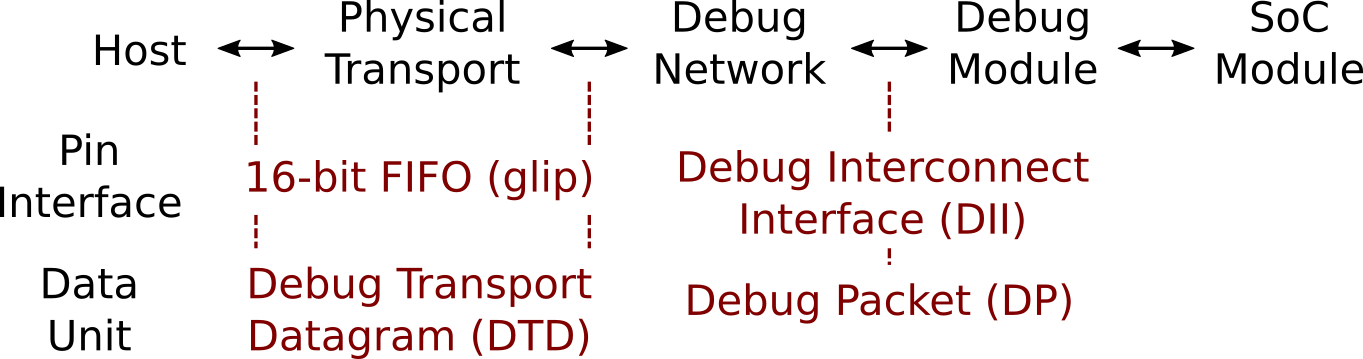 Host
Physical
Transport
Debug
Network
Debug
Module
SoC
Module
Pin
Interface
16-bit FIFO (glip)
Debug Interconnect
Interface (DII)
Data
Unit
Debug Transport
Datagram (DTD)
Debug Packet (DP)